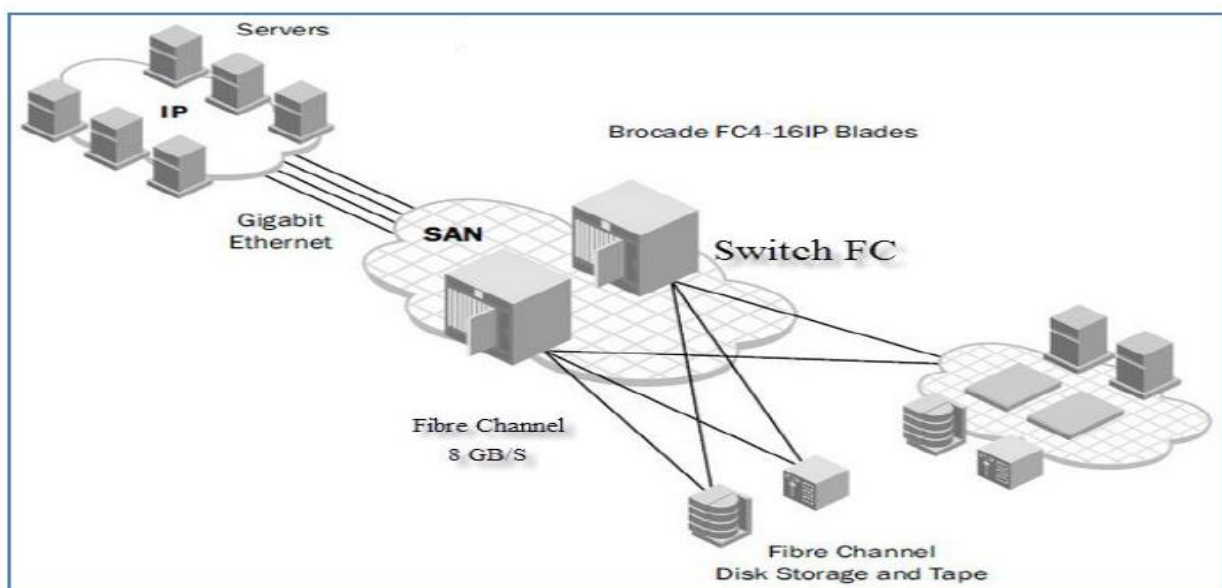 Servers
IP
Brocade FC4-16IP Blades
Gigabit
Ethernet
SAN
Switch FC
Fibre Channel
8 GB/S
Fibre Channel
Disk Storage and Tape